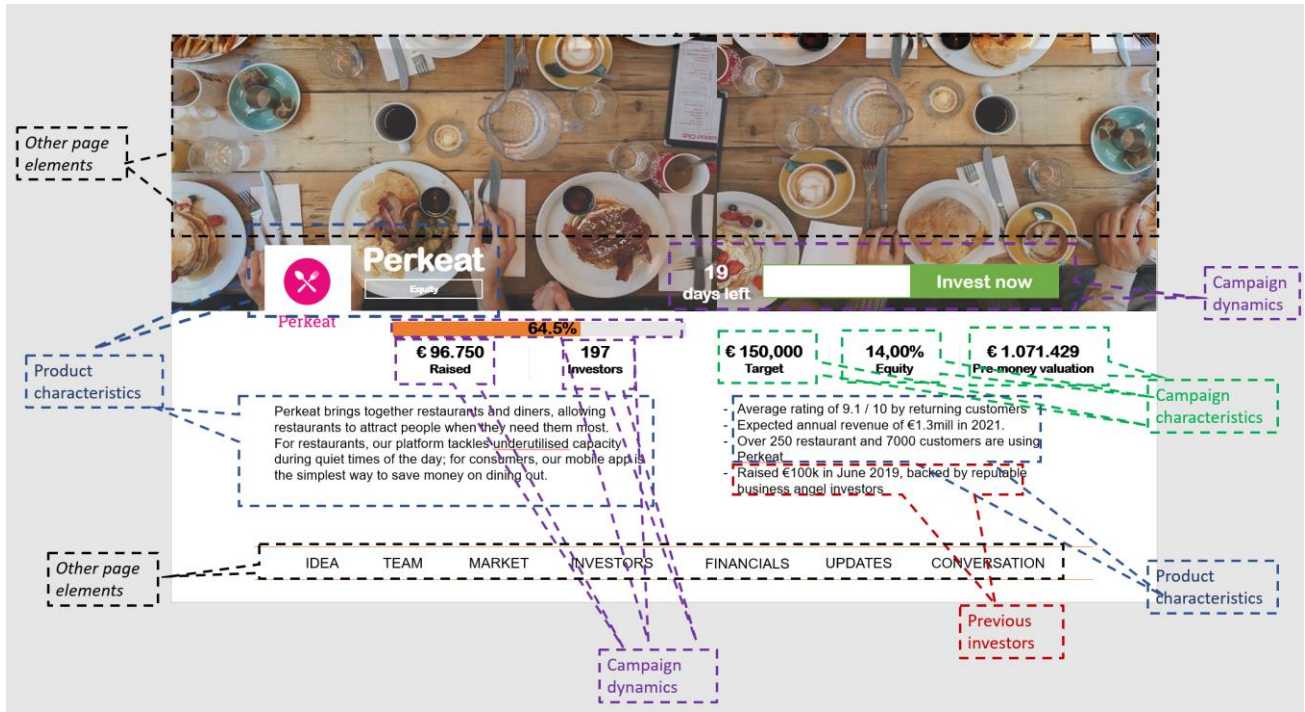 Other page
elements
Perkeat
Equity
Perkeat
19
days left
Invest now
Campaign
dynamics
64.5%
€ 96.750
Raised
197
Investors
€ 150,000
Target
14,00%
Equity
€ 1.071.429
Pre-money valuation
Product
characteristics
Campaign
characteristics
Perkeat brings together restaurants and diners, allowing
restaurants to attract people when they need them most.
For restaurants, our platform tackles underutilised capacity
during quiet times of the day; for consumers, our mobile app is
the simplest way to save money on dining out.
- Average rating of 9.1 / 10 by returning customers
- Expected annual revenue of €1.3mill in 2021.
- Over 250 restaurant and 7000 customers are using
Perkeat
- Raised €100k in June 2019, backed by reputable
business angel investors
Other page
elements
IDEA TEAM MARKET INVESTORS FINANCIALS UPDATES CONVERSATION
Product
characteristics
Previous
investors
Campaign
dynamics